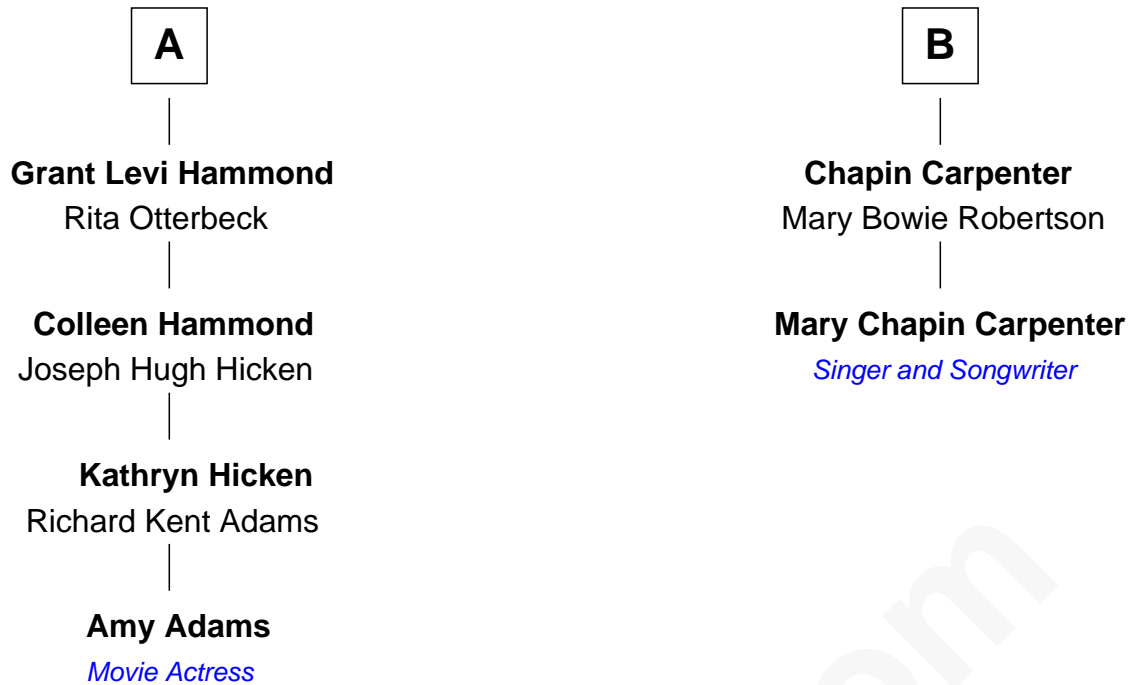 A
Grant Levi Hammond
Rita Otterbeck
Colleen Hammond
Joseph Hugh Hicken
Kathryn Hicken
Richard Kent Adams
Amy Adams
Movie Actress
B
Chapin Carpenter
Mary Bowie Robertson
Mary Chapin Carpenter
Singer and Songwriter
om